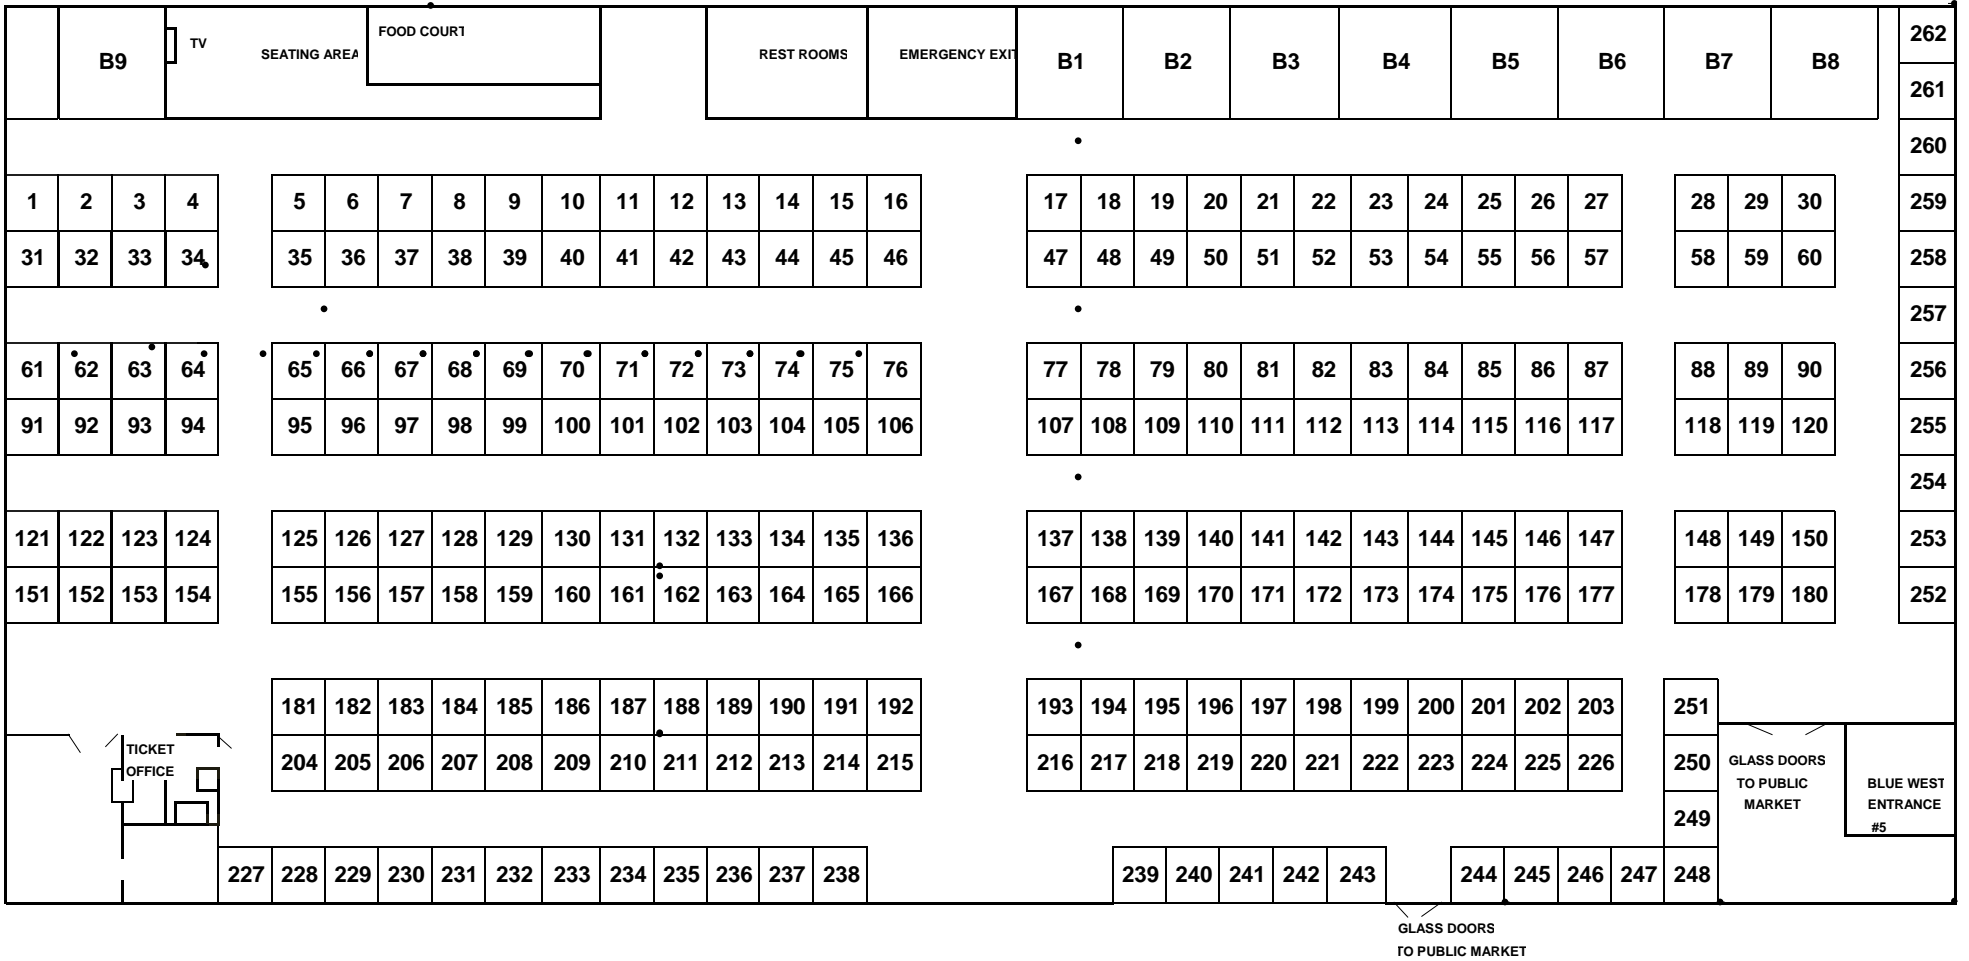 B9
TV
SEATING AREA
FOOD COURT
REST ROOMS
EMERGENCY EXIT
B1 B2 B3 B4 B5 B6 B7 B8
262
261
260
1 2 3 4 5 6 7 8 9 10 11 12 13 14 15 16 17 18 19 20 21 22 23 24 25 26 27 28 29 30 259
31 32 33 34 35 36 37 38 39 40 41 42 43 44 45 46 47 48 49 50 51 52 53 54 55 56 57 58 59 60 258
257
61 62 63 64 65 66 67 68 69 70 71 72 73 74 75 76 77 78 79 80 81 82 83 84 85 86 87 88 89 90 256
91 92 93 94 95 96 97 98 99 100 101 102 103 104 105 106 107 108 109 110 111 112 113 114 115 116 117 118 119 120 255
254
121 122 123 124 125 126 127 128 129 130 131 132 133 134 135 136 137 138 139 140 141 142 143 144 145 146 147 148 149 150 253
151 152 153 154 155 156 157 158 159 160 161 162 163 164 165 166 167 168 169 170 171 172 173 174 175 176 177 178 179 180 252
181 182 183 184 185 186 187 188 189 190 191 192 193 194 195 196 197 198 199 200 201 202 203 251
TICKET
OFFICE
204 205 206 207 208 209 210 211 212 213 214 215 216 217 218 219 220 221 222 223 224 225 226 250
GLASS DOORS
TO PUBLIC
MARKET
BLUE WEST
ENTRANCE
#5
249
227 228 229 230 231 232 233 234 235 236 237 238 239 240 241 242 243 244 245 246 247 248
GLASS DOORS
TO PUBLIC MARKET